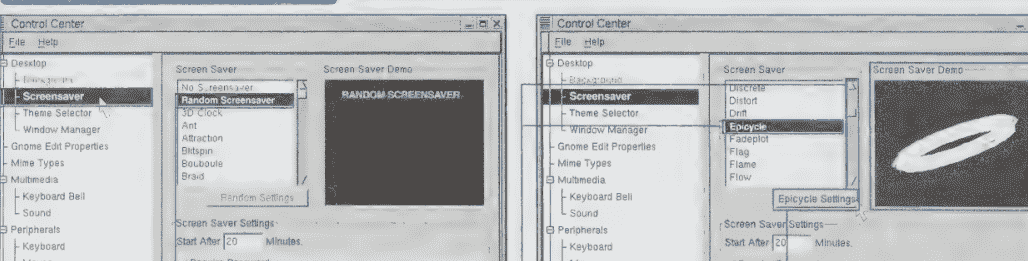 Control Center
File Help
Desktop
Background
Screensaver
Theme Selector
Window Manager
Gnome Edit Properties
Mime Types
Multimedia
Keyboard Bell
Sound
Peripherals
Keyboard
Screen Saver
No Screensaver
Random Screensaver
3D Clock
Ant
Attraction
Blitspin
Bouboule
Braid
Random Settings
Screen Saver Demo
RANDOM SCREENSAVER
Screen Saver Settings
Start After 20 Minutes.
Control Center
File Help
Desktop
Background
Screensaver
Theme Selector
Window Manager
Gnome Edit Properties
Mime Types
Multimedia
Keyboard Bell
Sound
Peripherals
Keyboard
Screen Saver
Discrete
Distort
Drift
Epicycle
Fadeplot
Flag
Flame
Flow
Epicycle Settings
Screen Saver Demo
Screen Saver Settings
Start After 20 Minutes.